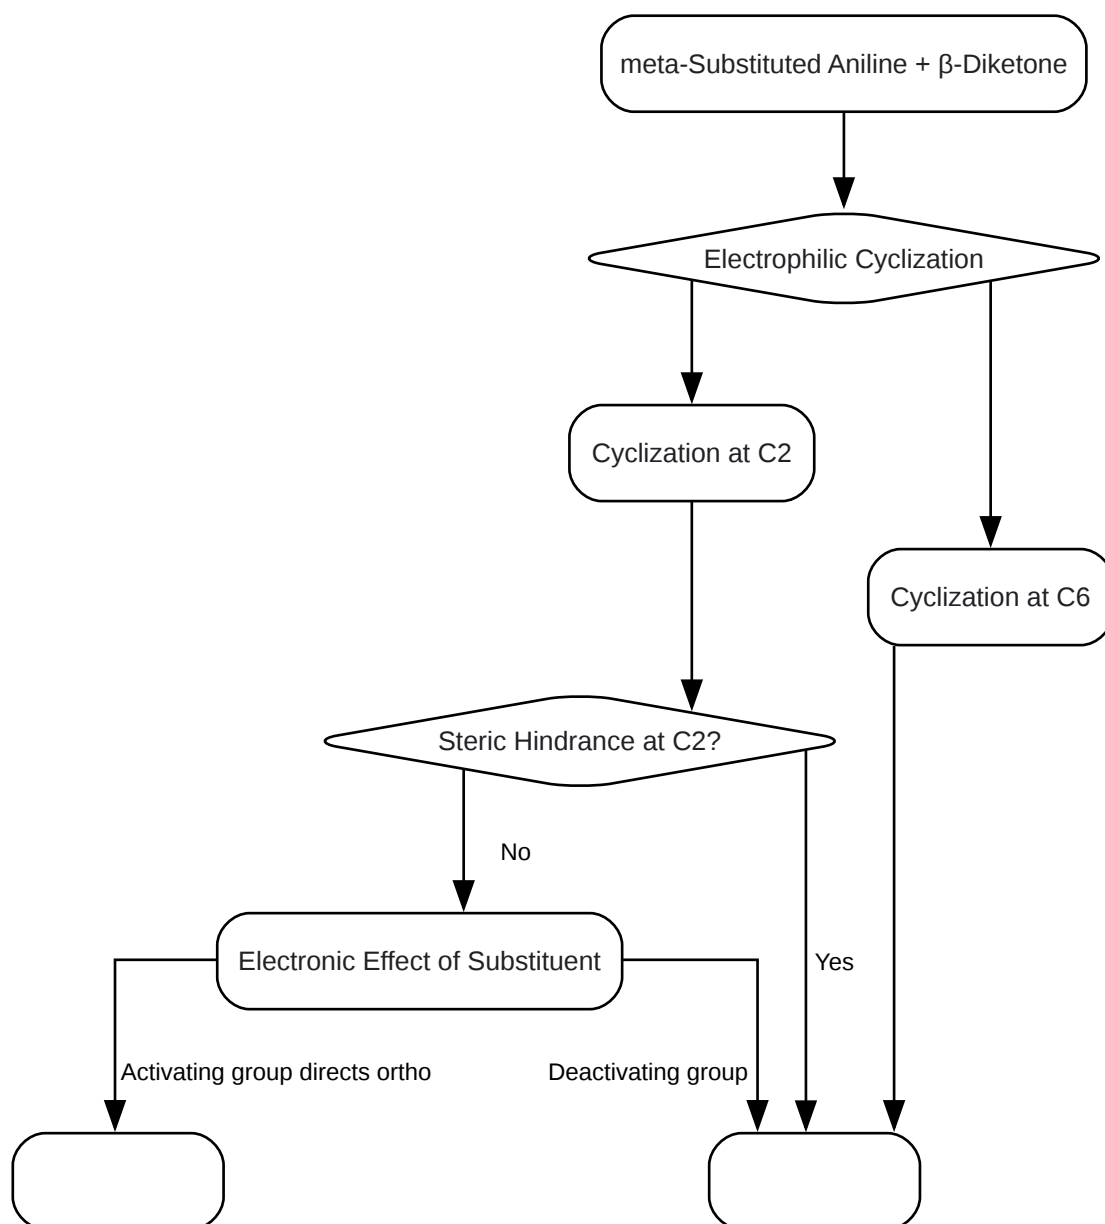 meta-Substituted Aniline + β-Diketone
Electrophilic Cyclization
Cyclization at C2
Cyclization at C6
Steric Hindrance at C2?
No
Electronic Effect of Substituent
Yes
Activating group directs ortho
Deactivating group